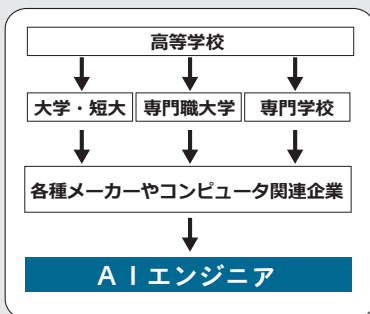 高等学校
大学・短大
専門職大学
専門学校
各種メーカーやコンピュータ関連企業
ＡＩエンジニア